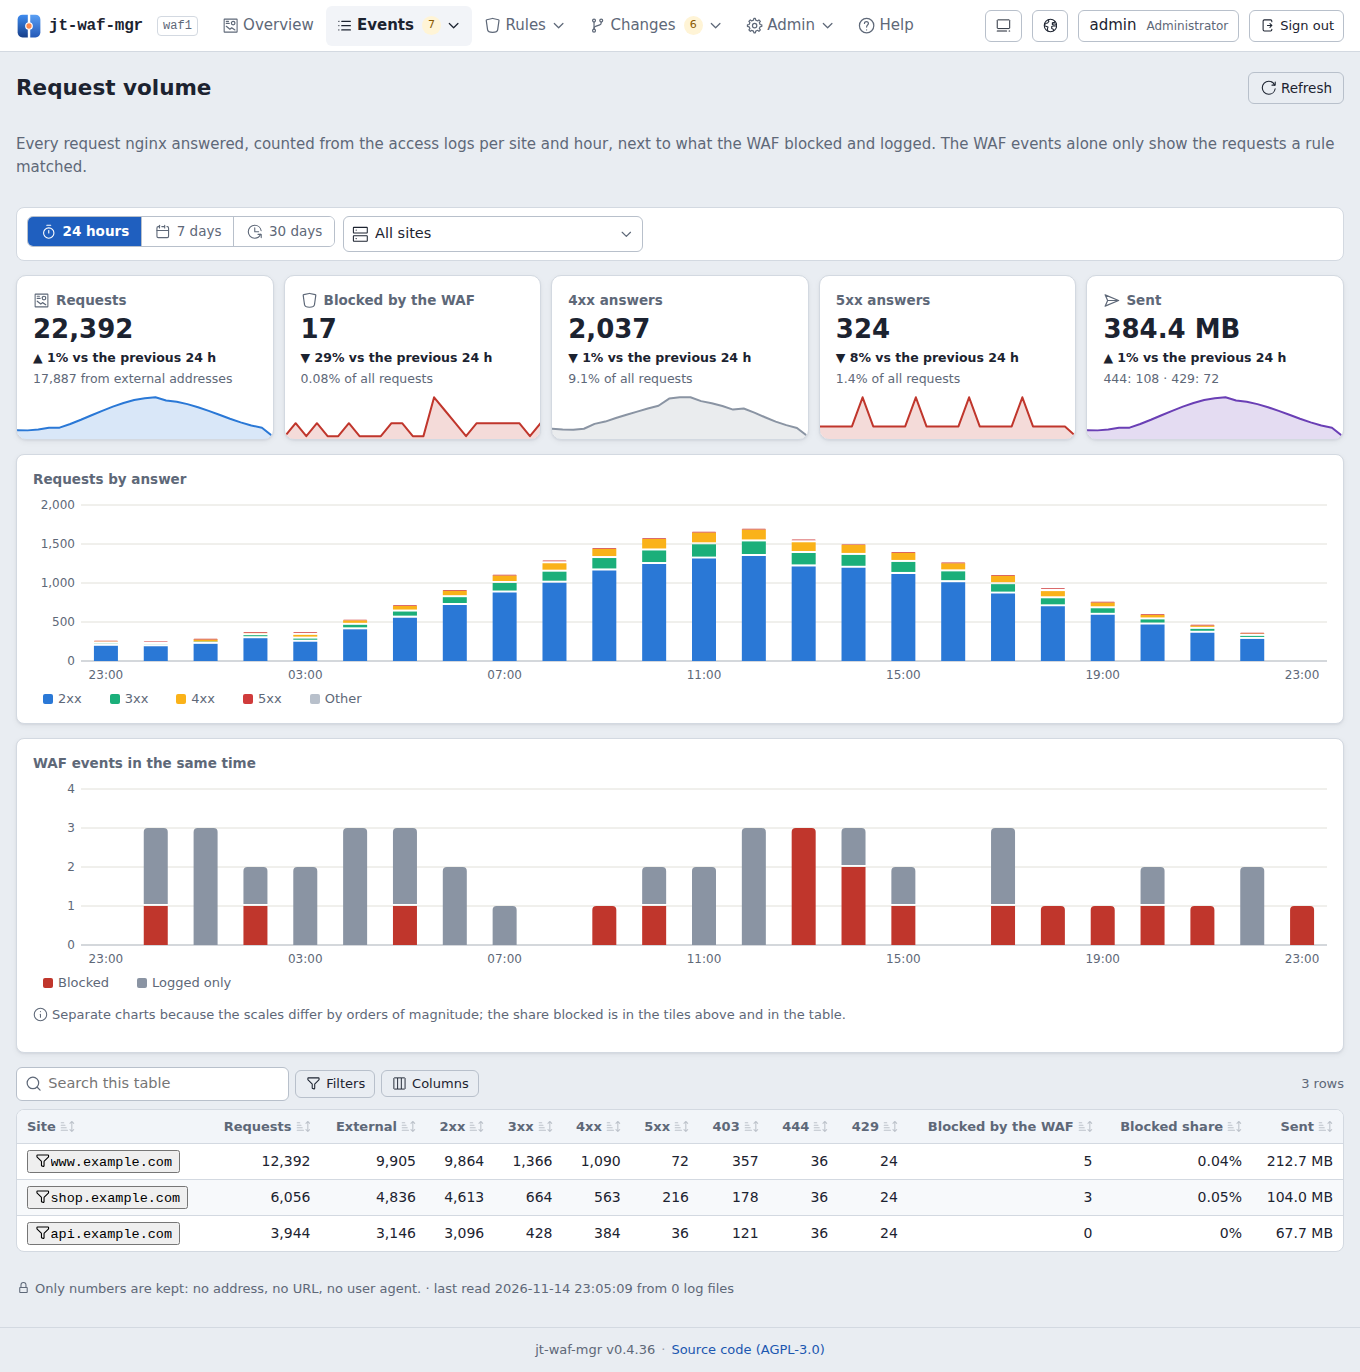 jt-waf-mgr waf1 Overview Events 7 Rules Changes 6 Admin Help admin Administrator Sign out
Request volume Refresh
Every request nginx answered, counted from the access logs per site and hour, next to what the WAF blocked and logged. The WAF events alone only show the requests a rule
matched.
24 hours 7 days 30 days All sites
Requests
22,392
▲ 1% vs the previous 24 h
17,887 from external addresses
Blocked by the WAF
17
▼ 29% vs the previous 24 h
0.08% of all requests
4xx answers
2,037
▼ 1% vs the previous 24 h
9.1% of all requests
5xx answers
324
▼ 8% vs the previous 24 h
1.4% of all requests
Sent
384.4 MB
▲ 1% vs the previous 24 h
444: 108 · 429: 72
Requests by answer
2,000
1,500
1,000
500
0
23:00 03:00 07:00 11:00 15:00 19:00 23:00
2xx 3xx 4xx 5xx Other
WAF events in the same time
4
3
2
1
0
23:00 03:00 07:00 11:00 15:00 19:00 23:00
Blocked Logged only
Separate charts because the scales differ by orders of magnitude; the share blocked is in the tiles above and in the table.
Search this table Filters Columns 3 rows
Site Requests External 2xx 3xx 4xx 5xx 403 444 429 Blocked by the WAF Blocked share Sent
www.example.com 12,392 9,905 9,864 1,366 1,090 72 357 36 24 5 0.04% 212.7 MB
shop.example.com 6,056 4,836 4,613 664 563 216 178 36 24 3 0.05% 104.0 MB
api.example.com 3,944 3,146 3,096 428 384 36 121 36 24 0 0% 67.7 MB
Only numbers are kept: no address, no URL, no user agent. · last read 2026-11-14 23:05:09 from 0 log files
jt-waf-mgr v0.4.36 · Source code (AGPL-3.0)